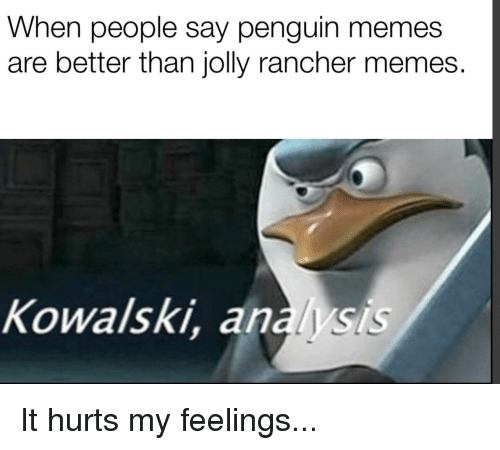 When people say penguin memes
are better than jolly rancher memes.
Kowalski, analysis
It hurts my feelings...